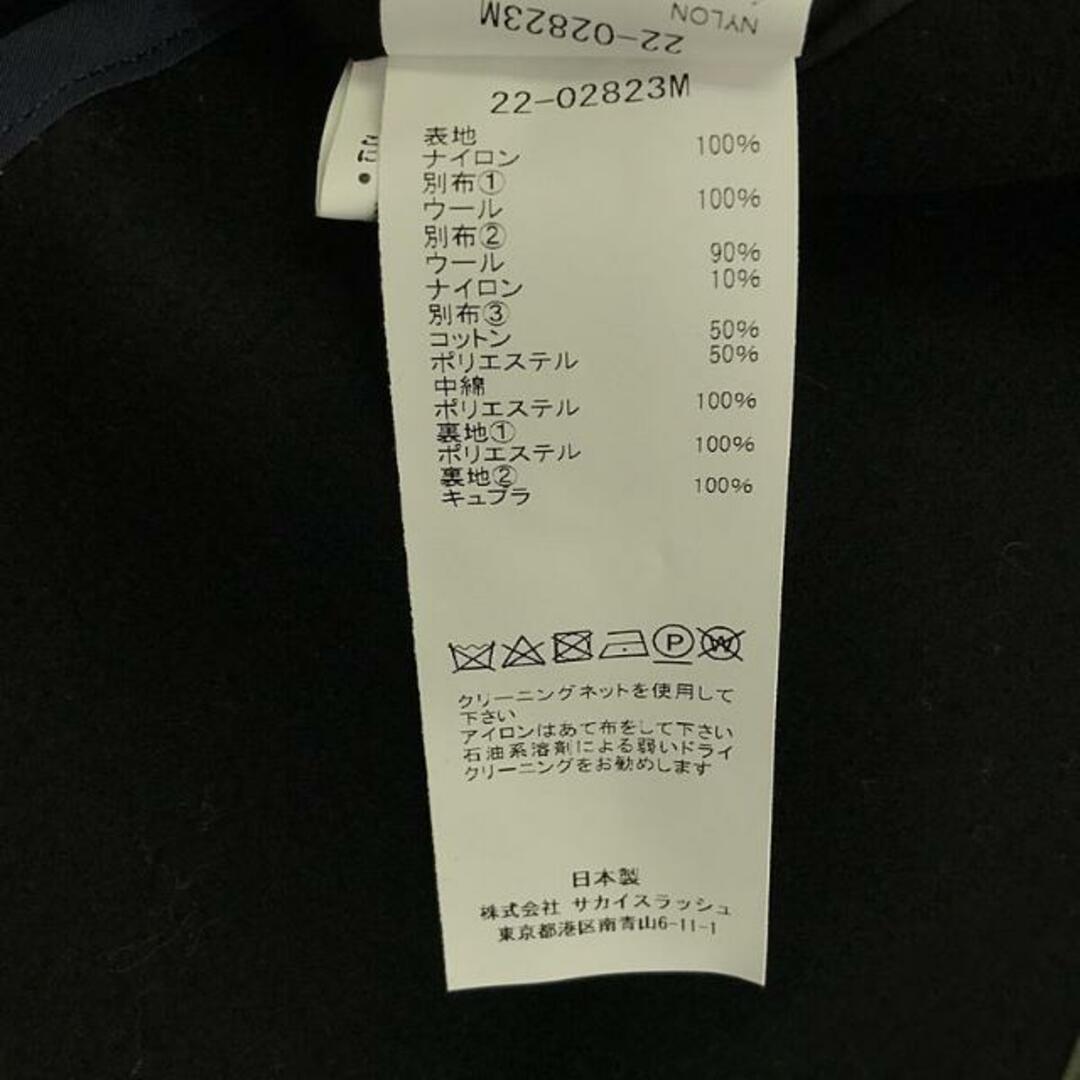 NYLON
22-02823M
22-02823M
表地
ナイロン 100%
別布①
ウール 100%
別布②
ウール 90%
ナイロン 10%
別布③
コットン 50%
ポリエステル 50%
中綿
ポリエステル 100%
裏地①
ポリエステル 100%
裏地②
キュプラ 100%
P
W
クリーニングネットを使用して
下さい
アイロンはあて布をして下さい
石油系溶剤による弱いドライ
クリーニングをお勧めします
日本製
株式会社 サカイスラッシュ
東京都港区南青山6-11-1